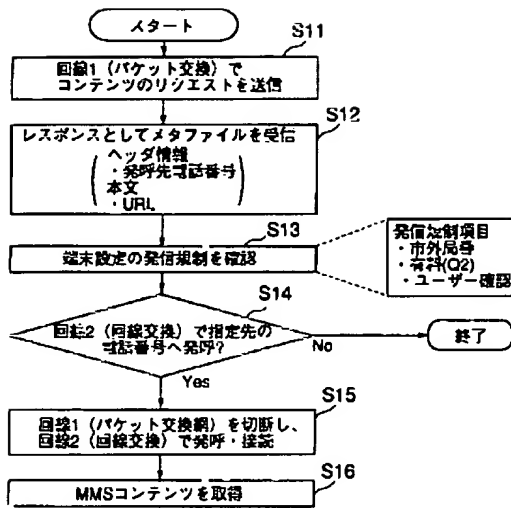 スタート
S11
回線1（パケット交換）で
コンテンツのリクエストを送信
S12
レスポンスとしてメタファイルを受信
ヘッダ情報
・発呼先電話番号
本文
・URL
S13
端末設定の発信規制を確認
発信規制項目
・市外局番
・有料(Q2)
・ユーザー確認
S14
回線2（回線交換）で指定先の
電話番号へ発呼？
No
終了
Yes
S15
回線1（パケット交換網）を切断し、
回線2（回線交換）で発呼・接続
S16
MMSコンテンツを取得